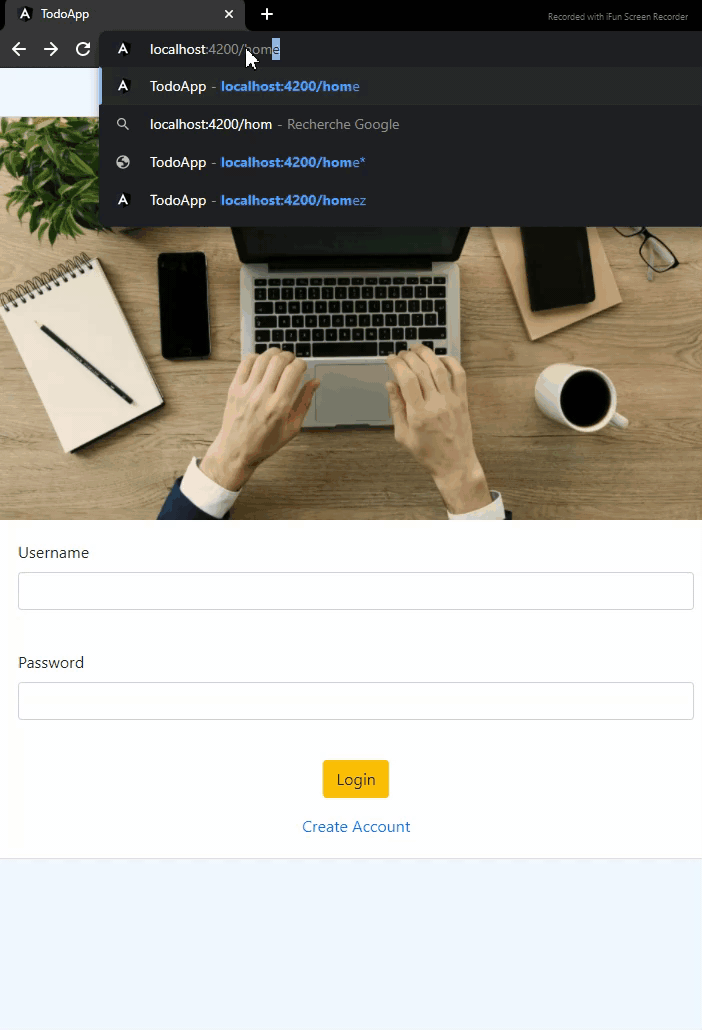 TodoApp
Recorded with iFun Screen Recorder
localhost:4200/home
TodoApp - localhost:4200/home
localhost:4200/hom - Recherche Google
TodoApp - localhost:4200/home*
TodoApp - localhost:4200/homez
Username
Password
Login
Create Account